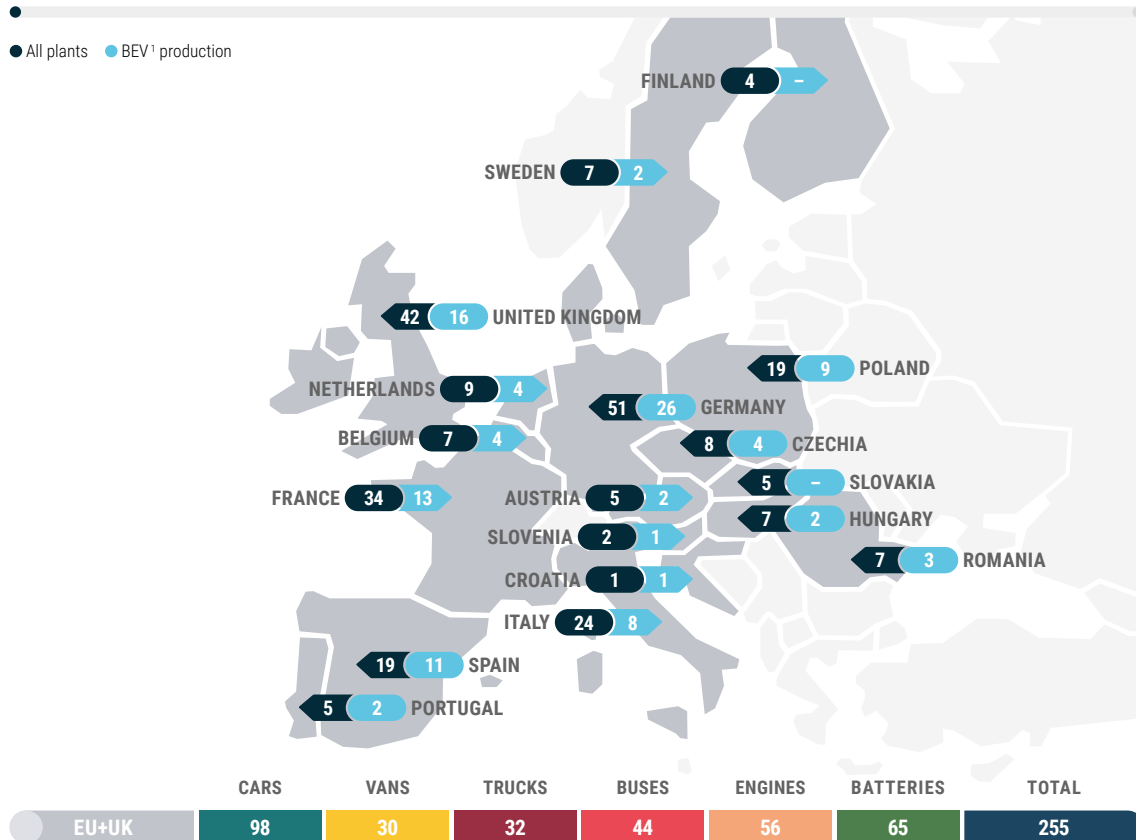 All plants BEV¹ production
FINLAND 4 –
SWEDEN 7 2
42 16 UNITED KINGDOM
19 9 POLAND
NETHERLANDS 9 4
51 26 GERMANY
BELGIUM 7 4
8 4 CZECHIA
5 – SLOVAKIA
FRANCE 34 13
AUSTRIA 5 2
7 2 HUNGARY
SLOVENIA 2 1
7 3 ROMANIA
CROATIA 1 1
ITALY 24 8
19 11 SPAIN
5 2 PORTUGAL
CARS VANS TRUCKS BUSES ENGINES BATTERIES TOTAL
EU+UK 98 30 32 44 56 65 255